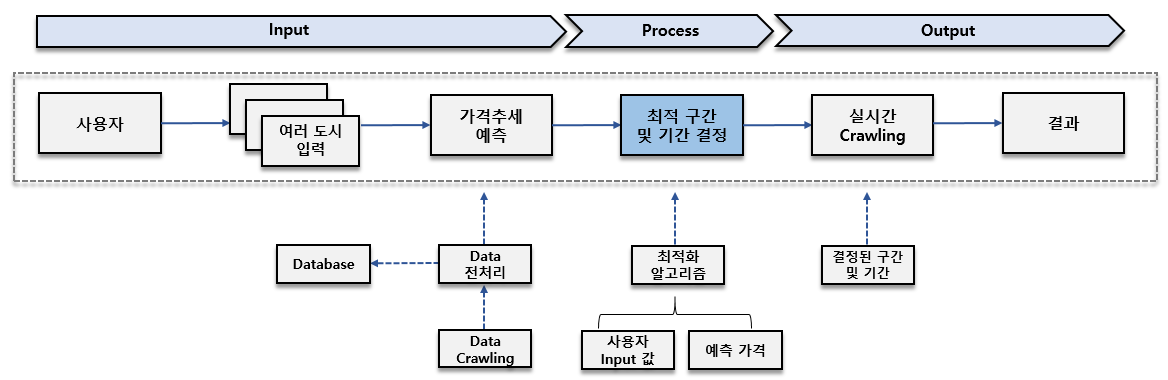 Input
Process
Output
사용자
여러 도시
입력
가격추세
예측
최적 구간
및 기간 결정
실시간
Crawling
결과
Database
Data
전처리
최적화
알고리즘
결정된 구간
및 기간
Data
Crawling
사용자
Input 값
예측 가격